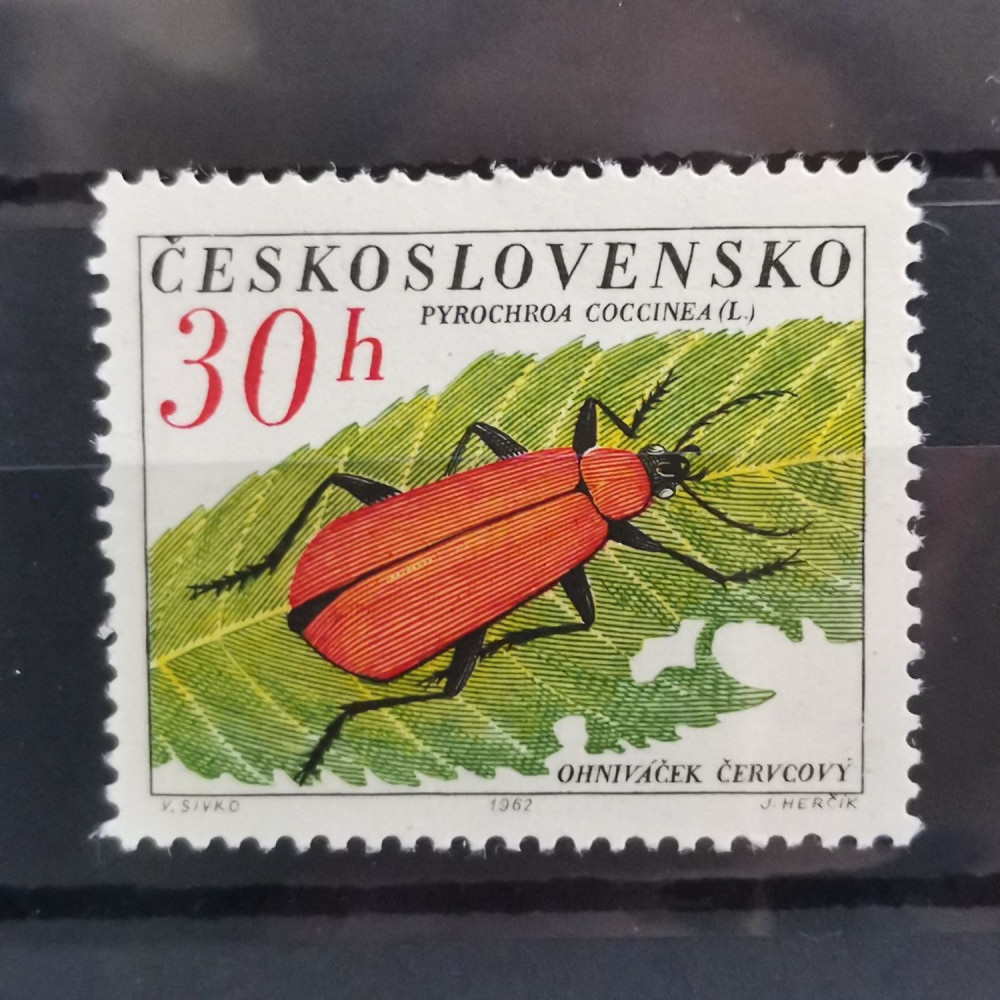 ČESKOSLOVENSKO
30h
PYROCHROA COCCINEA (L.)
OHNIVÁČEK ČERVCOVÝ
V. SIVKO 1962 J. HERČÍK